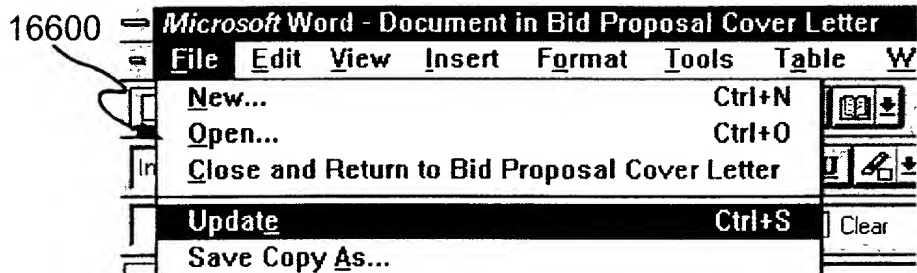 16600
Microsoft Word - Document in Bid Proposal Cover Letter
File Edit View Insert Format Tools Table W
New... Ctrl+N
Open... Ctrl+O
In
Close and Return to Bid Proposal Cover Letter U
Update Ctrl+S Clear
Save Copy As...